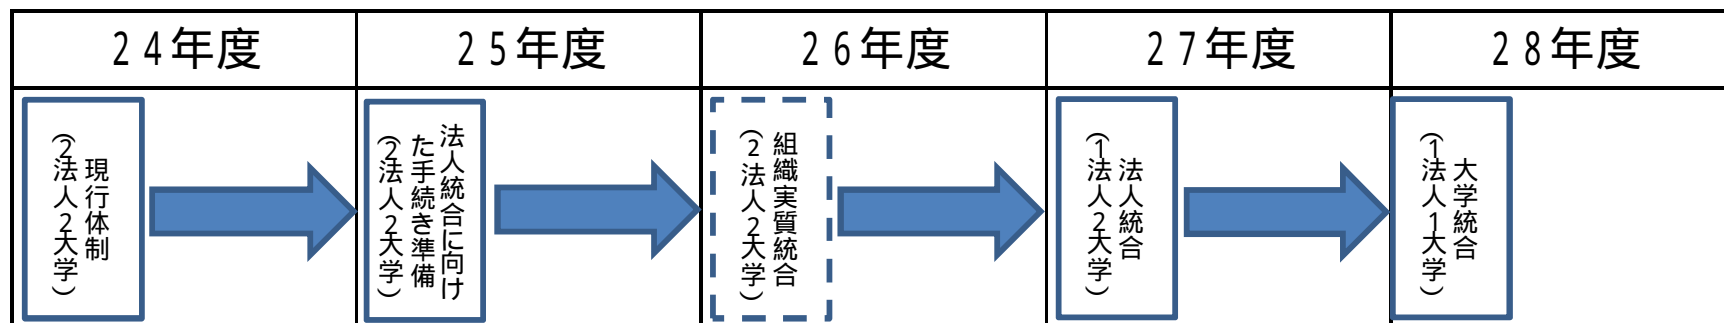 24年度
25年度
26年度
27年度
28年度
現行体制
(2法人2大学)
法人統合に向け
た手続き準備
(2法人2大学)
組織実質統合
(2法人2大学)
法人統合
(1法人2大学)
大学統合
(1法人1大学)